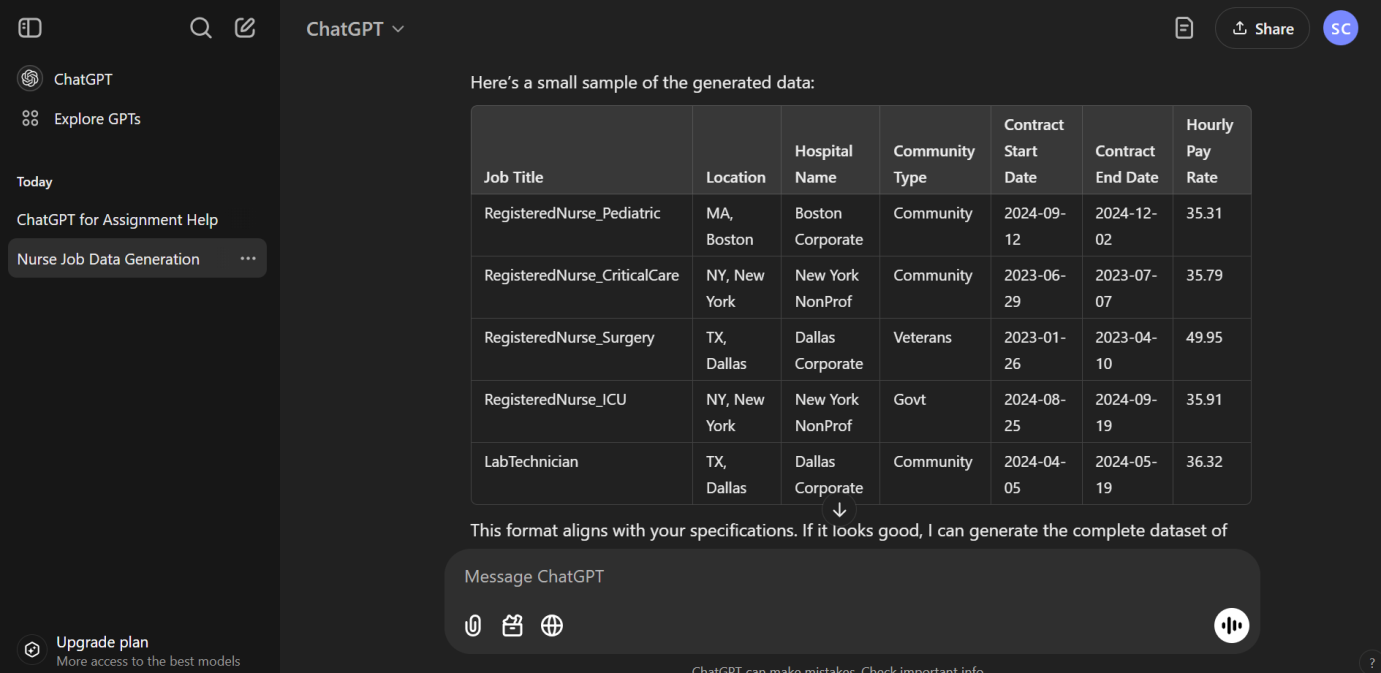 ChatGPT
Share
SC
ChatGPT
Explore GPTs
Today
ChatGPT for Assignment Help
Nurse Job Data Generation
Upgrade plan
More access to the best models
Here's a small sample of the generated data:
Job Title Location Hospital Name Community Type Contract Start Date Contract End Date Hourly Pay Rate
RegisteredNurse_Pediatric MA, Boston Boston Corporate Community 2024-09-12 2024-12-02 35.31
RegisteredNurse_CriticalCare NY, New York New York NonProf Community 2023-06-29 2023-07-07 35.79
RegisteredNurse_Surgery TX, Dallas Dallas Corporate Veterans 2023-01-26 2023-04-10 49.95
RegisteredNurse_ICU NY, New York New York NonProf Govt 2024-08-25 2024-09-19 35.91
LabTechnician TX, Dallas Dallas Corporate Community 2024-04-05 2024-05-19 36.32
This format aligns with your specifications. If it looks good, I can generate the complete dataset of
Message ChatGPT
ChatGPT can make mistakes. Check important info.
?